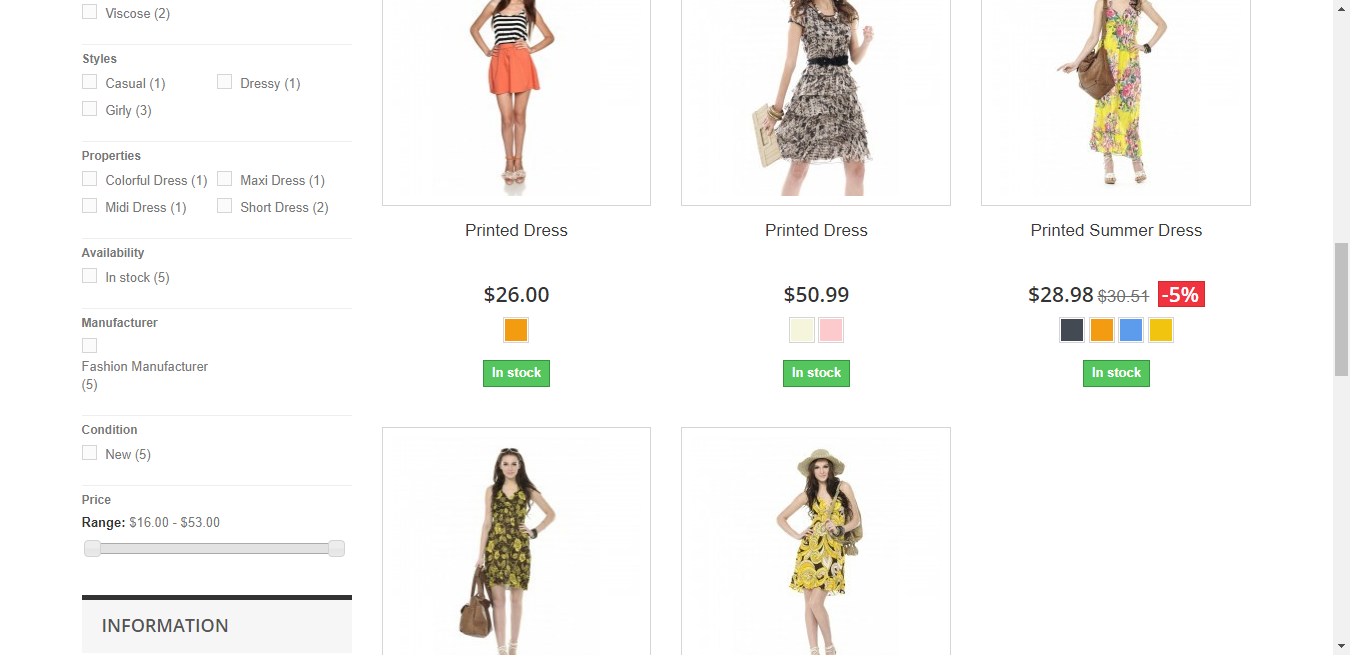 Viscose (2)
Styles
Casual (1)
Dressy (1)
Girly (3)
Properties
Colorful Dress (1)
Maxi Dress (1)
Midi Dress (1)
Short Dress (2)
Availability
In stock (5)
Manufacturer
Fashion Manufacturer
(5)
Condition
New (5)
Price
Range: $16.00 - $53.00
INFORMATION
Printed Dress
$26.00
In stock
Printed Dress
$50.99
In stock
Printed Summer Dress
$28.98 $30.51 -5%
In stock